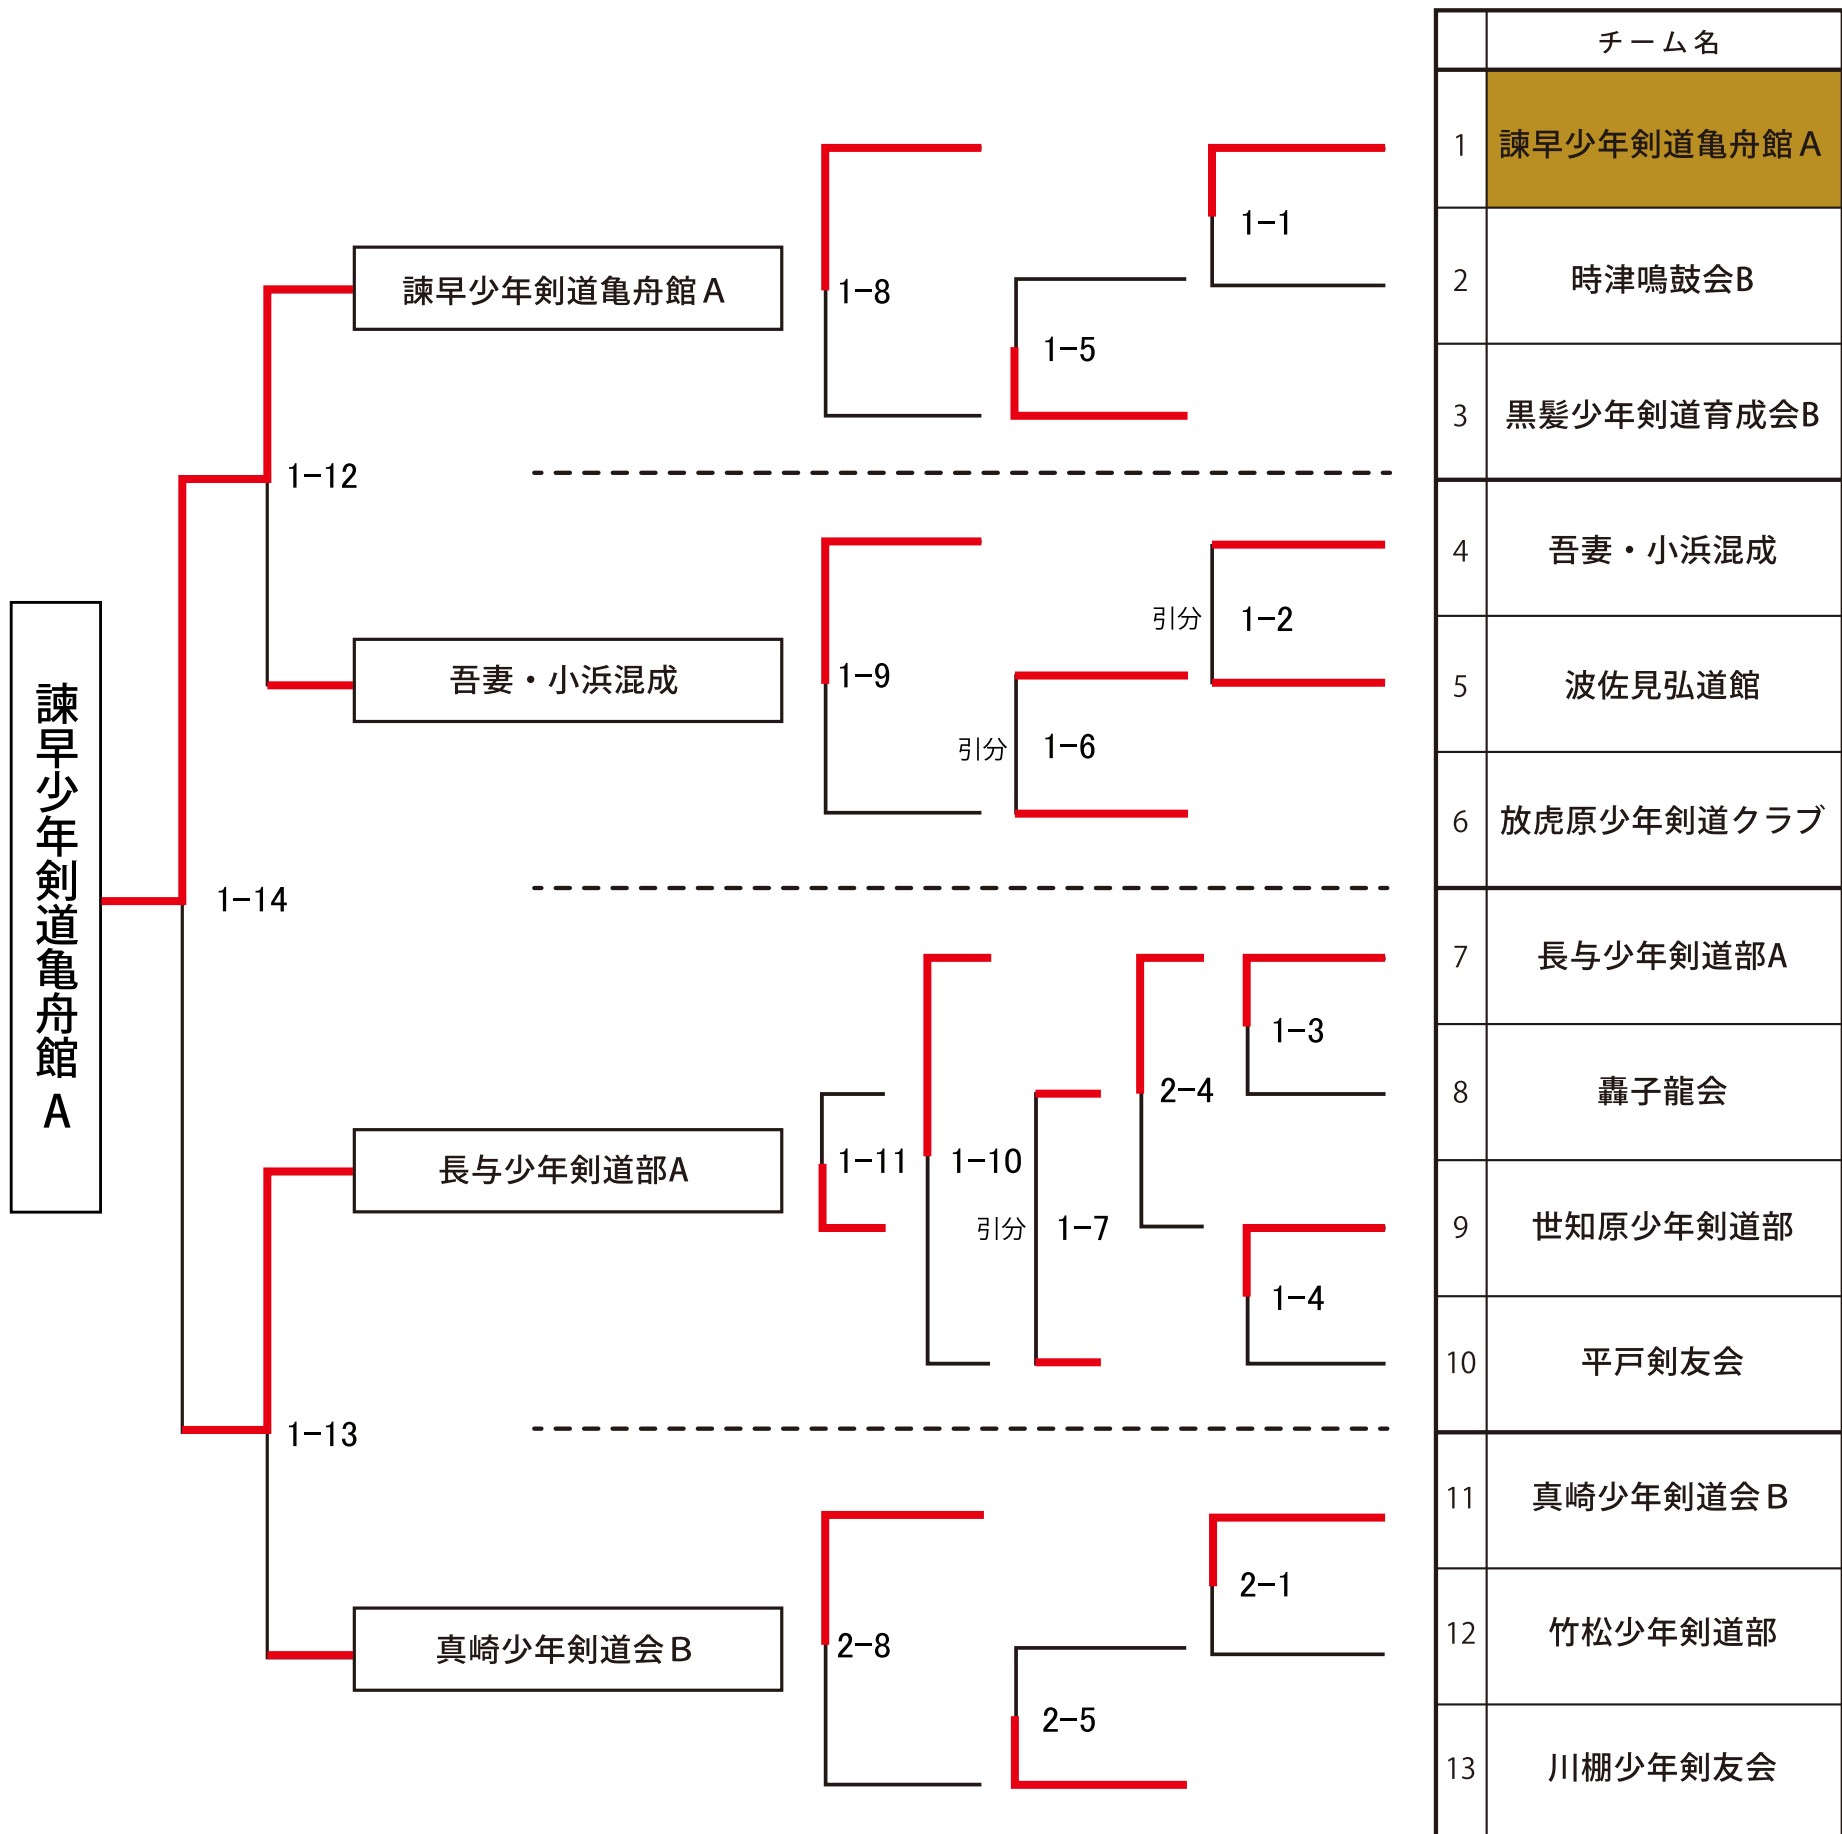 チーム名
1 諫早少年剣道亀舟館A
2 時津鳴鼓会B
3 黒髪少年剣道育成会B
4 吾妻・小浜混成
5 波佐見弘道館
6 放虎原少年剣道クラブ
7 長与少年剣道部A
8 轟子龍会
9 世知原少年剣道部
10 平戸剣友会
11 真崎少年剣道会B
12 竹松少年剣道部
13 川棚少年剣友会
1-1
1-8
諫早少年剣道亀舟館A
1-5
1-12
引分 1-2
吾妻・小浜混成
1-9
引分 1-6
1-14
諫早少年剣道亀舟館A
1-3
2-4
長与少年剣道部A
1-11
1-10
引分 1-7
1-4
1-13
2-1
真崎少年剣道会B
2-8
2-5